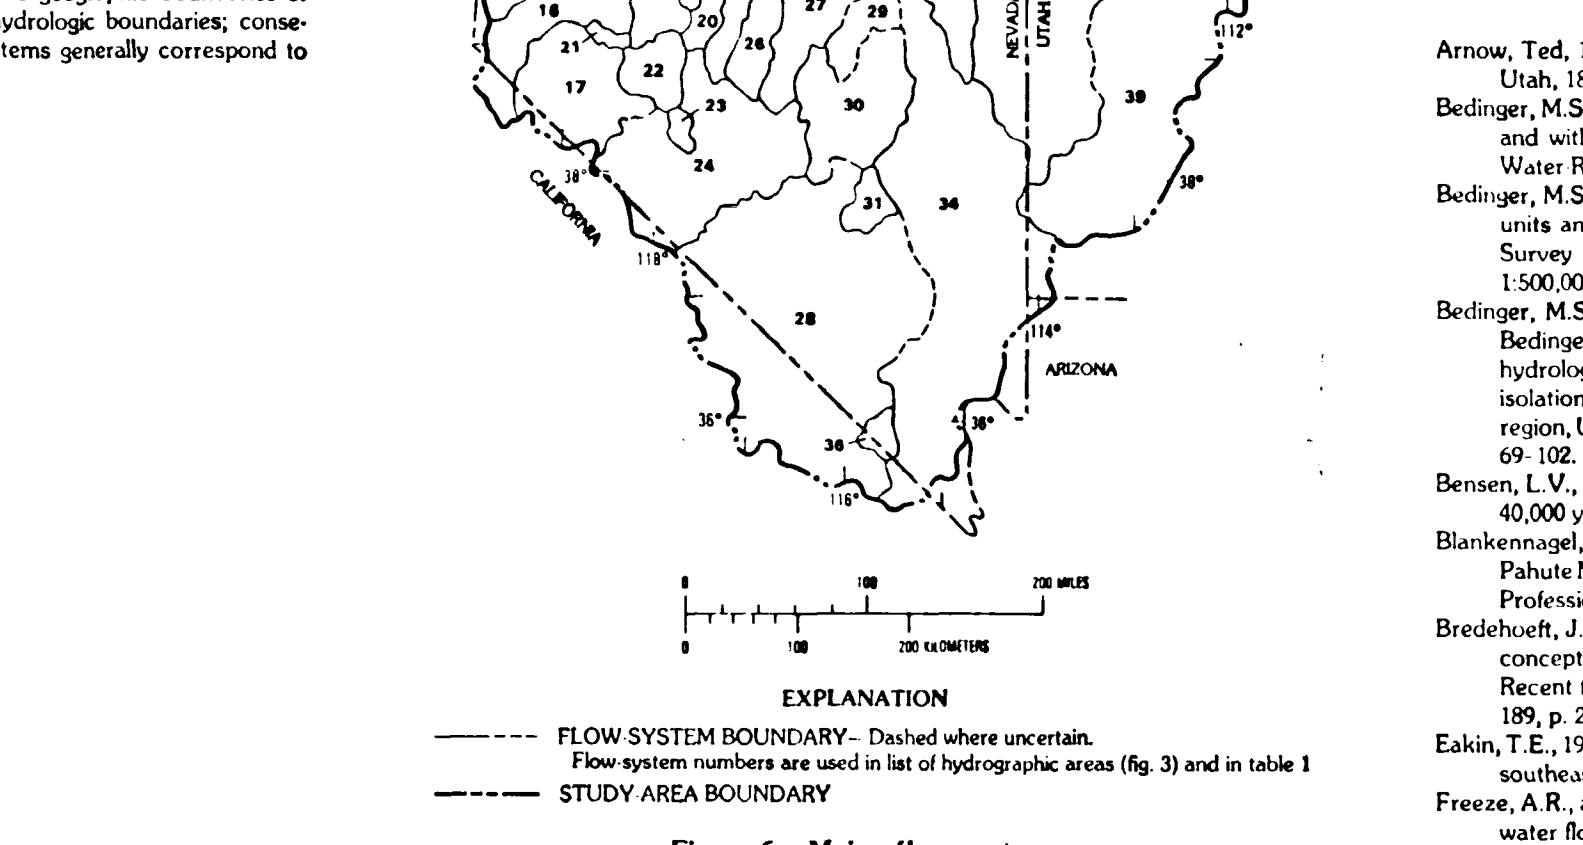 hydrologic boundaries; conse-
tems generally correspond to
18
20
27
29
21
26
22
17
23
30
24
31
34
39
28
36
NEVADA
UTAH
112°
38°
CALIFORNIA
38°
118°
114°
ARIZONA
36°
36°
116°
0 100 200 MILES
0 100 200 KILOMETERS
EXPLANATION
FLOW-SYSTEM BOUNDARY-- Dashed where uncertain.
Flow-system numbers are used in list of hydrographic areas (fig. 3) and in table 1
STUDY-AREA BOUNDARY
Arnow, Ted, 1
Utah, 18
Bedinger, M.S
and with
Water-R
Bedinger, M.S
units an
Survey
1:500,00
Bedinger, M.S
Bedinge
hydrolog
isolation
region, U
69-102.
Bensen, L.V.,
40,000 y
Blankennagel,
Pahute M
Professi
Bredehoeft, J.
concept
Recent
189, p. 2
Eakin, T.E., 19
southeas
Freeze, A.R., a
water flo